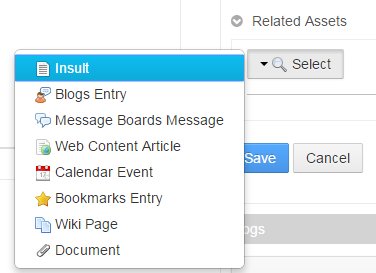 Related Assets
Select
Insult
Blogs Entry
Message Boards Message
Web Content Article
Calendar Event
Bookmarks Entry
Wiki Page
Document
Save
Cancel
ogs